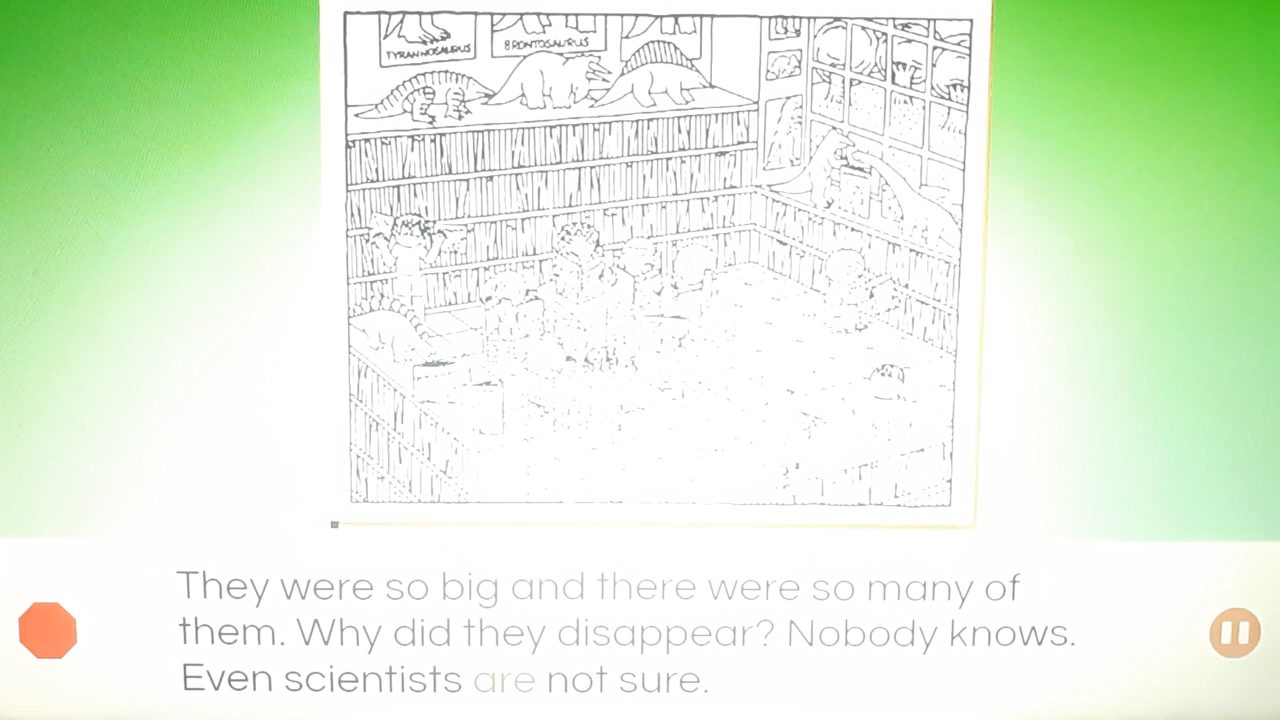 TYRANNOSAURUS
BRONTOSAURUS
They were so big and there were so many of
them. Why did they disappear? Nobody knows.
Even scientists are not sure.